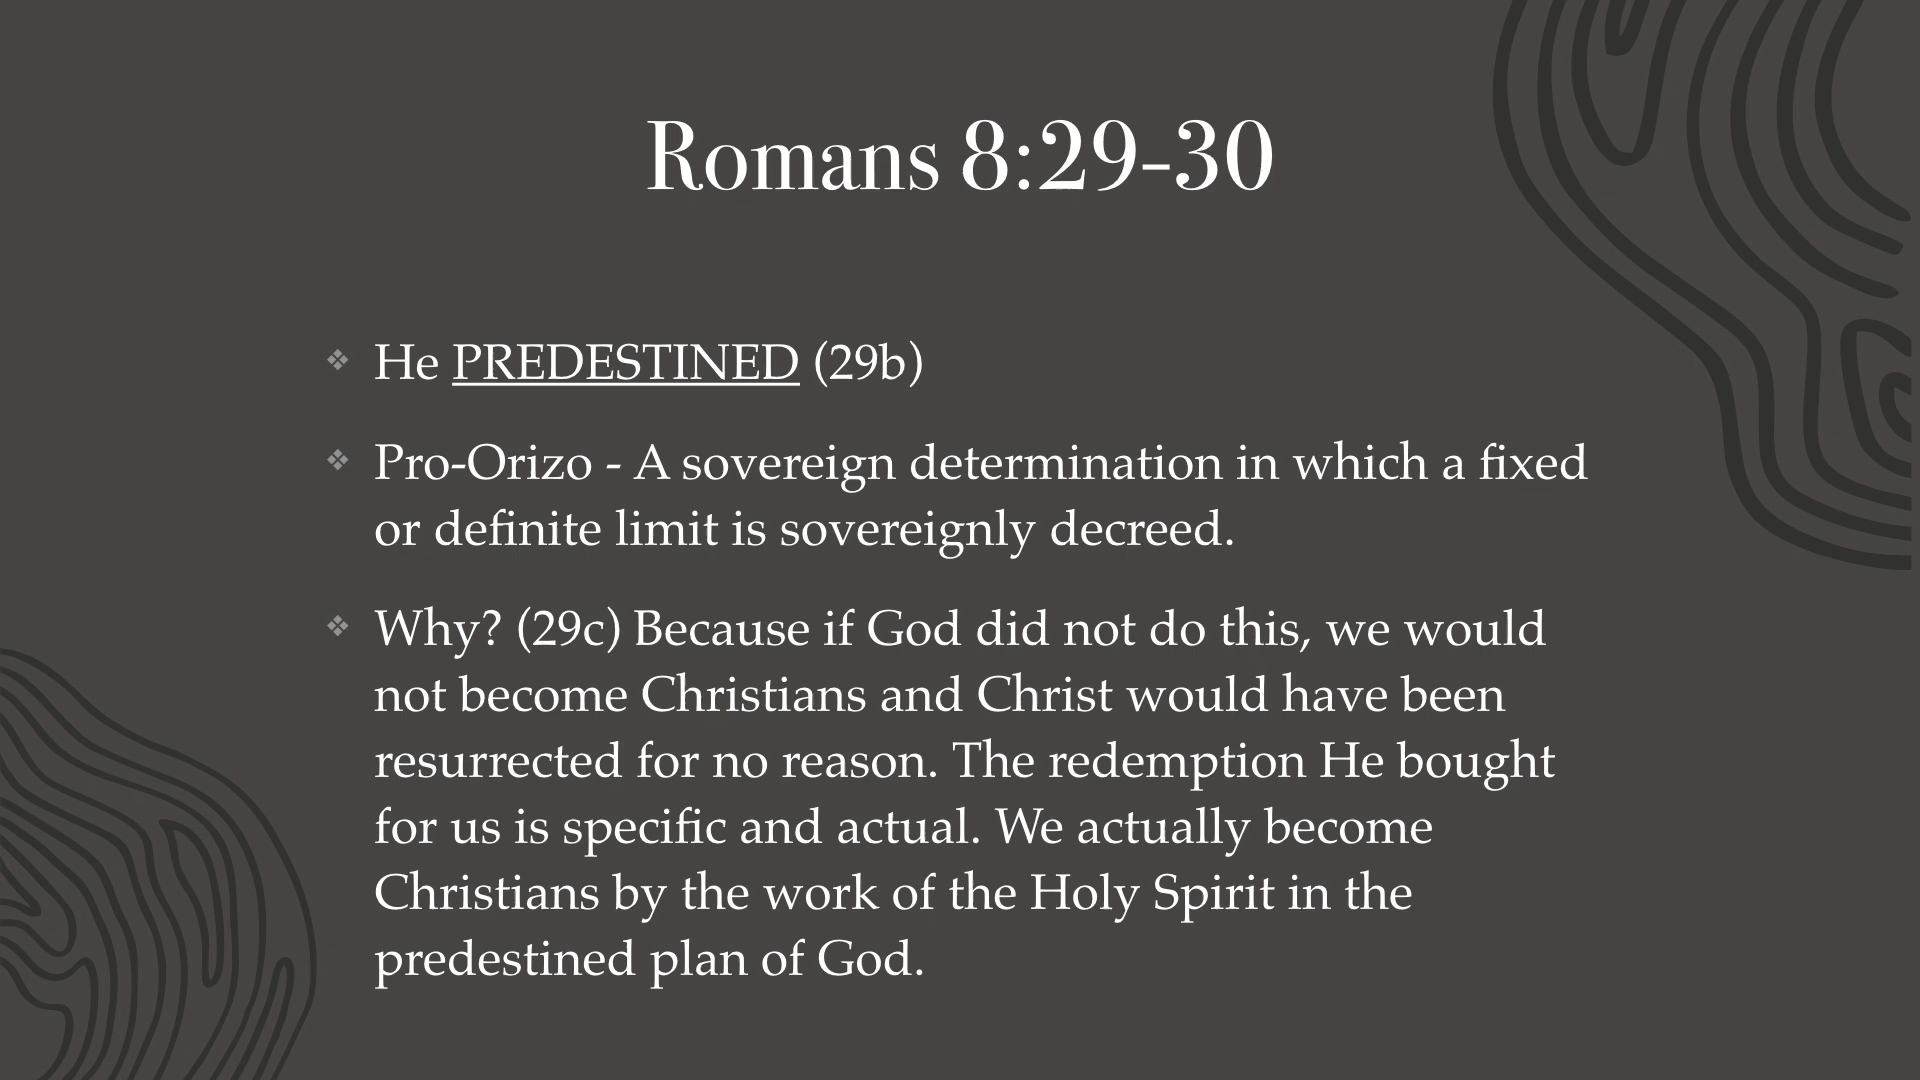 Romans 8:29-30
He PREDESTINED (29b)
Pro-Orizo - A sovereign determination in which a fixed
or definite limit is sovereignly decreed.
Why? (29c) Because if God did not do this, we would
not become Christians and Christ would have been
resurrected for no reason. The redemption He bought
for us is specific and actual. We actually become
Christians by the work of the Holy Spirit in the
predestined plan of God.